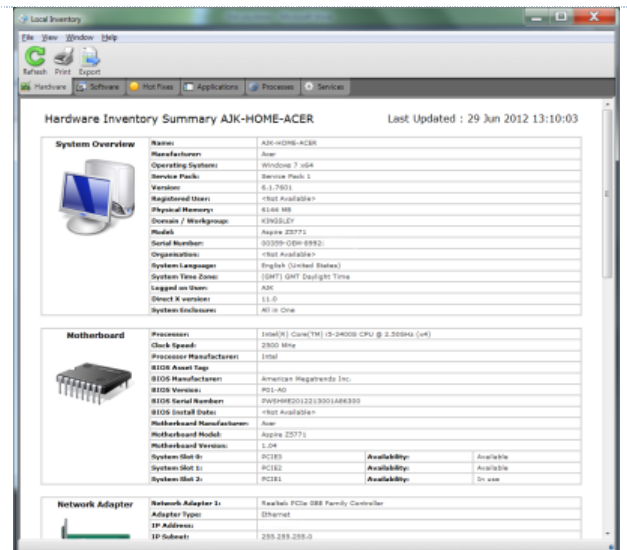 Local Inventory
File View Window Help
Refresh Print Export
Hardware Software Hot Fixes Applications Processes Services
Hardware Inventory Summary AJK-HOME-ACER Last Updated : 29 Jun 2012 13:10:03
System Overview
Name: AJK-HOME-ACER
Manufacturer: Acer
Operating System: Windows 7 x64
Service Pack: Service Pack 1
Version: 6.1.7601
Registered User: <Not Available>
Physical Memory: 6144 MB
Domain / Workgroup: KINGSLEY
Model: Aspire Z5771
Serial Number:
Organisation: <Not Available>
System Language: English (United States)
System Time Zone: (GMT) GMT Daylight Time
Logged on User: AJK
Direct X version: 11.0
System Enclosure: All in One
Motherboard
Processor: Intel(R) Core(TM) i5-2400S CPU @ 2.50GHz (x4)
Clock Speed: 2500 MHz
Processor Manufacturer: Intel
BIOS Asset Tag:
BIOS Manufacturer: American Megatrends Inc.
BIOS Version: P01-A0
BIOS Serial Number:
BIOS Install Date: <Not Available>
Motherboard Manufacturer: Acer
Motherboard Model: Aspire Z5771
Motherboard Version: 1.04
System Slot 0: PCIE3 Availability: Available
System Slot 1: PCIE2 Availability: Available
System Slot 2: PCIE1 Availability: In use
Network Adapter
Network Adapter 1: Realtek PCIe GBE Family Controller
Adapter Type: Ethernet
IP Address:
IP Subnet: 255.255.255.0